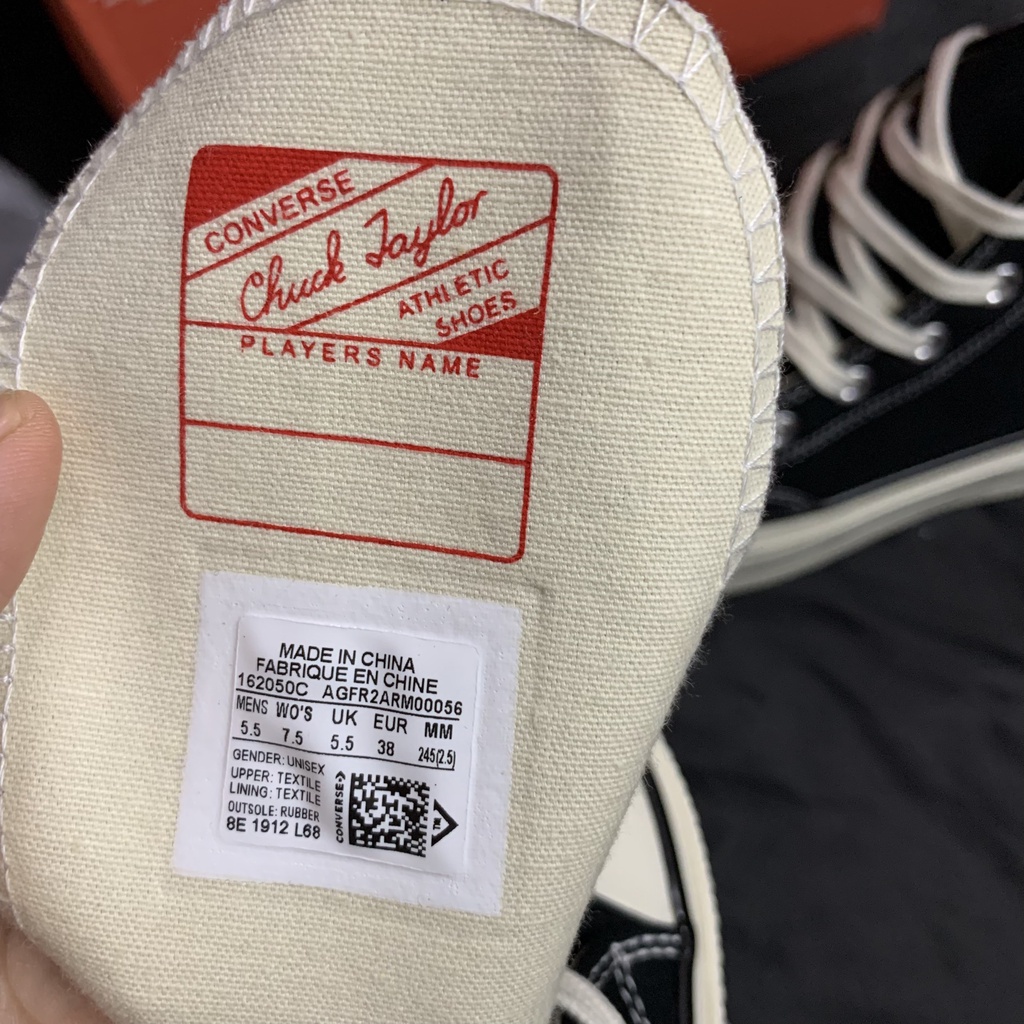 CONVERSE
Chuck Taylor
ATHLETIC
SHOES
PLAYERS NAME
MADE IN CHINA
FABRIQUE EN CHINE
162050C AGFR2ARM00056
MENS WO'S UK EUR MM
5.5 7.5 5.5 38 245(2.5)
GENDER: UNISEX
UPPER: TEXTILE
LINING: TEXTILE
OUTSOLE: RUBBER
8E 1912 L68
CONVERSE
TM